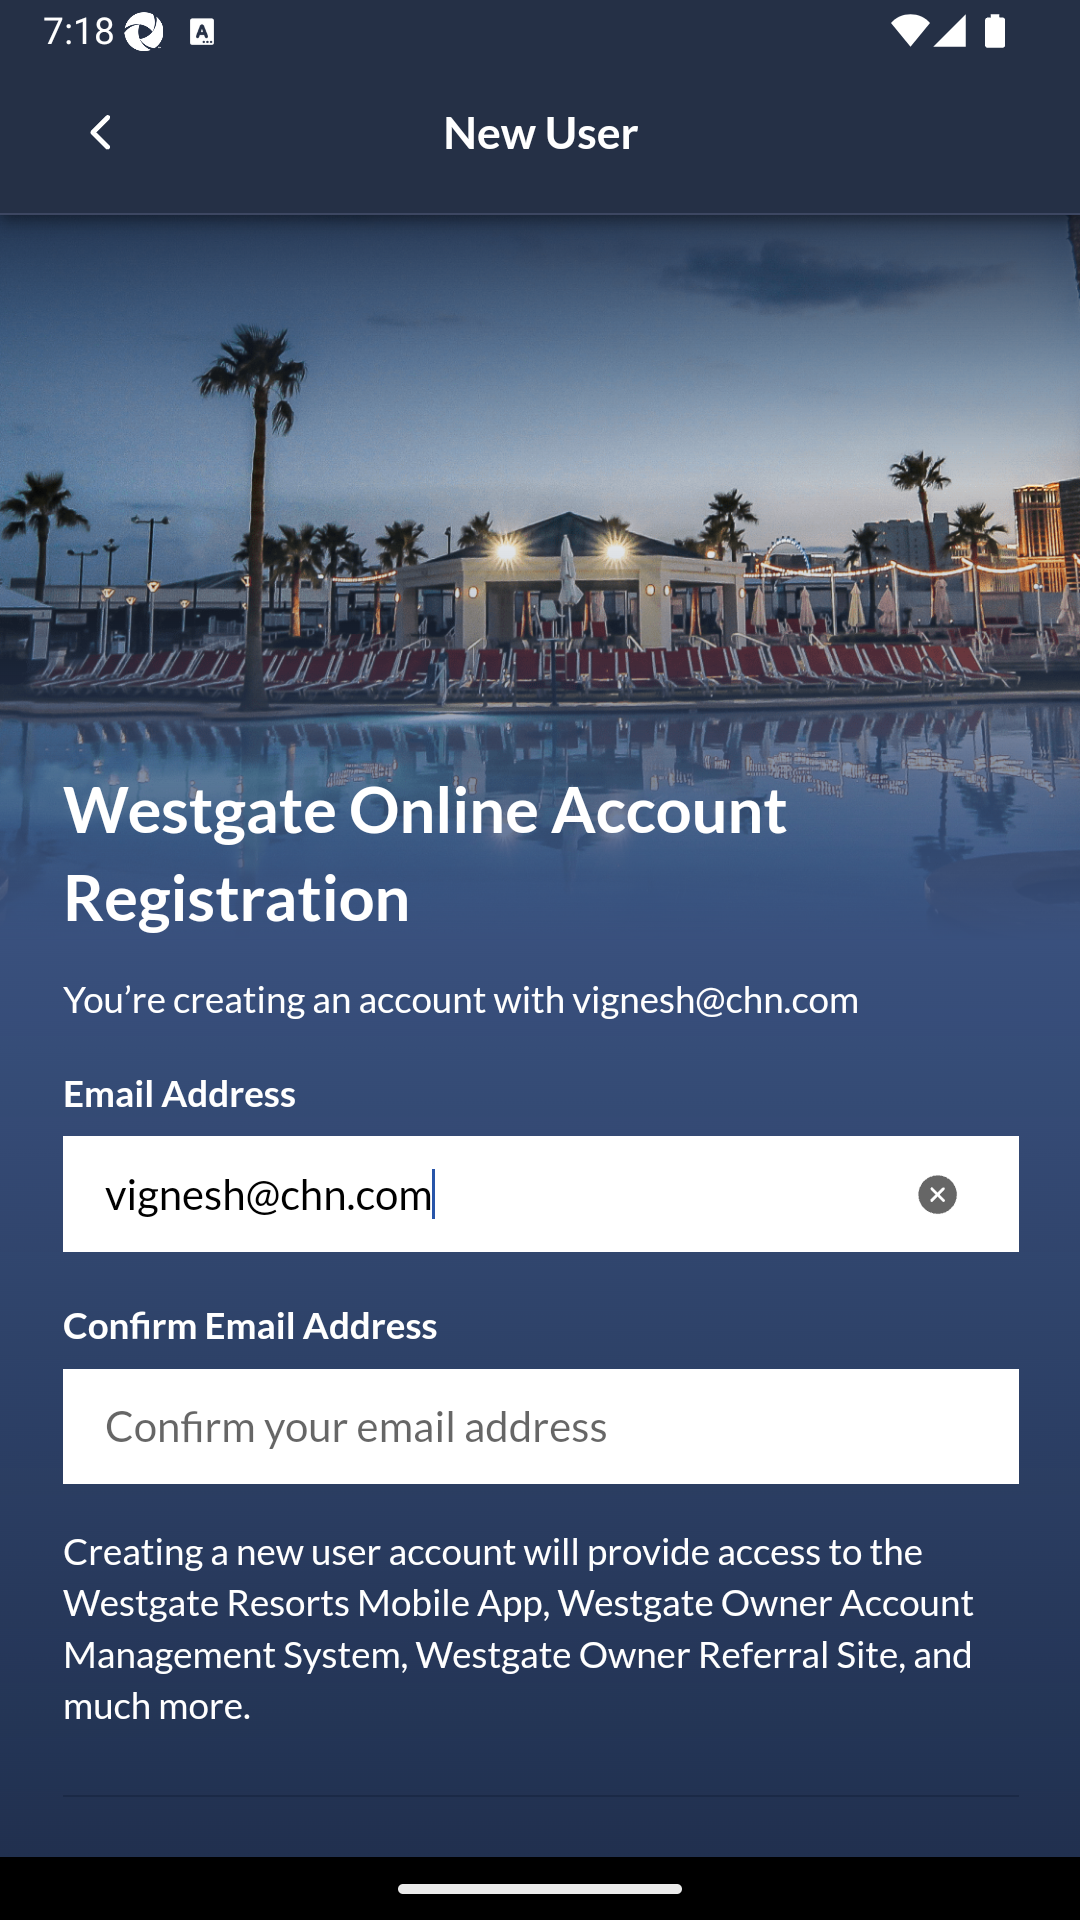 7:18
New User
Westgate Online Account
Registration
You’re creating an account with vignesh@chn.com
Email Address
vignesh@chn.com
Confirm Email Address
Confirm your email address
Creating a new user account will provide access to the
Westgate Resorts Mobile App, Westgate Owner Account
Management System, Westgate Owner Referral Site, and
much more.